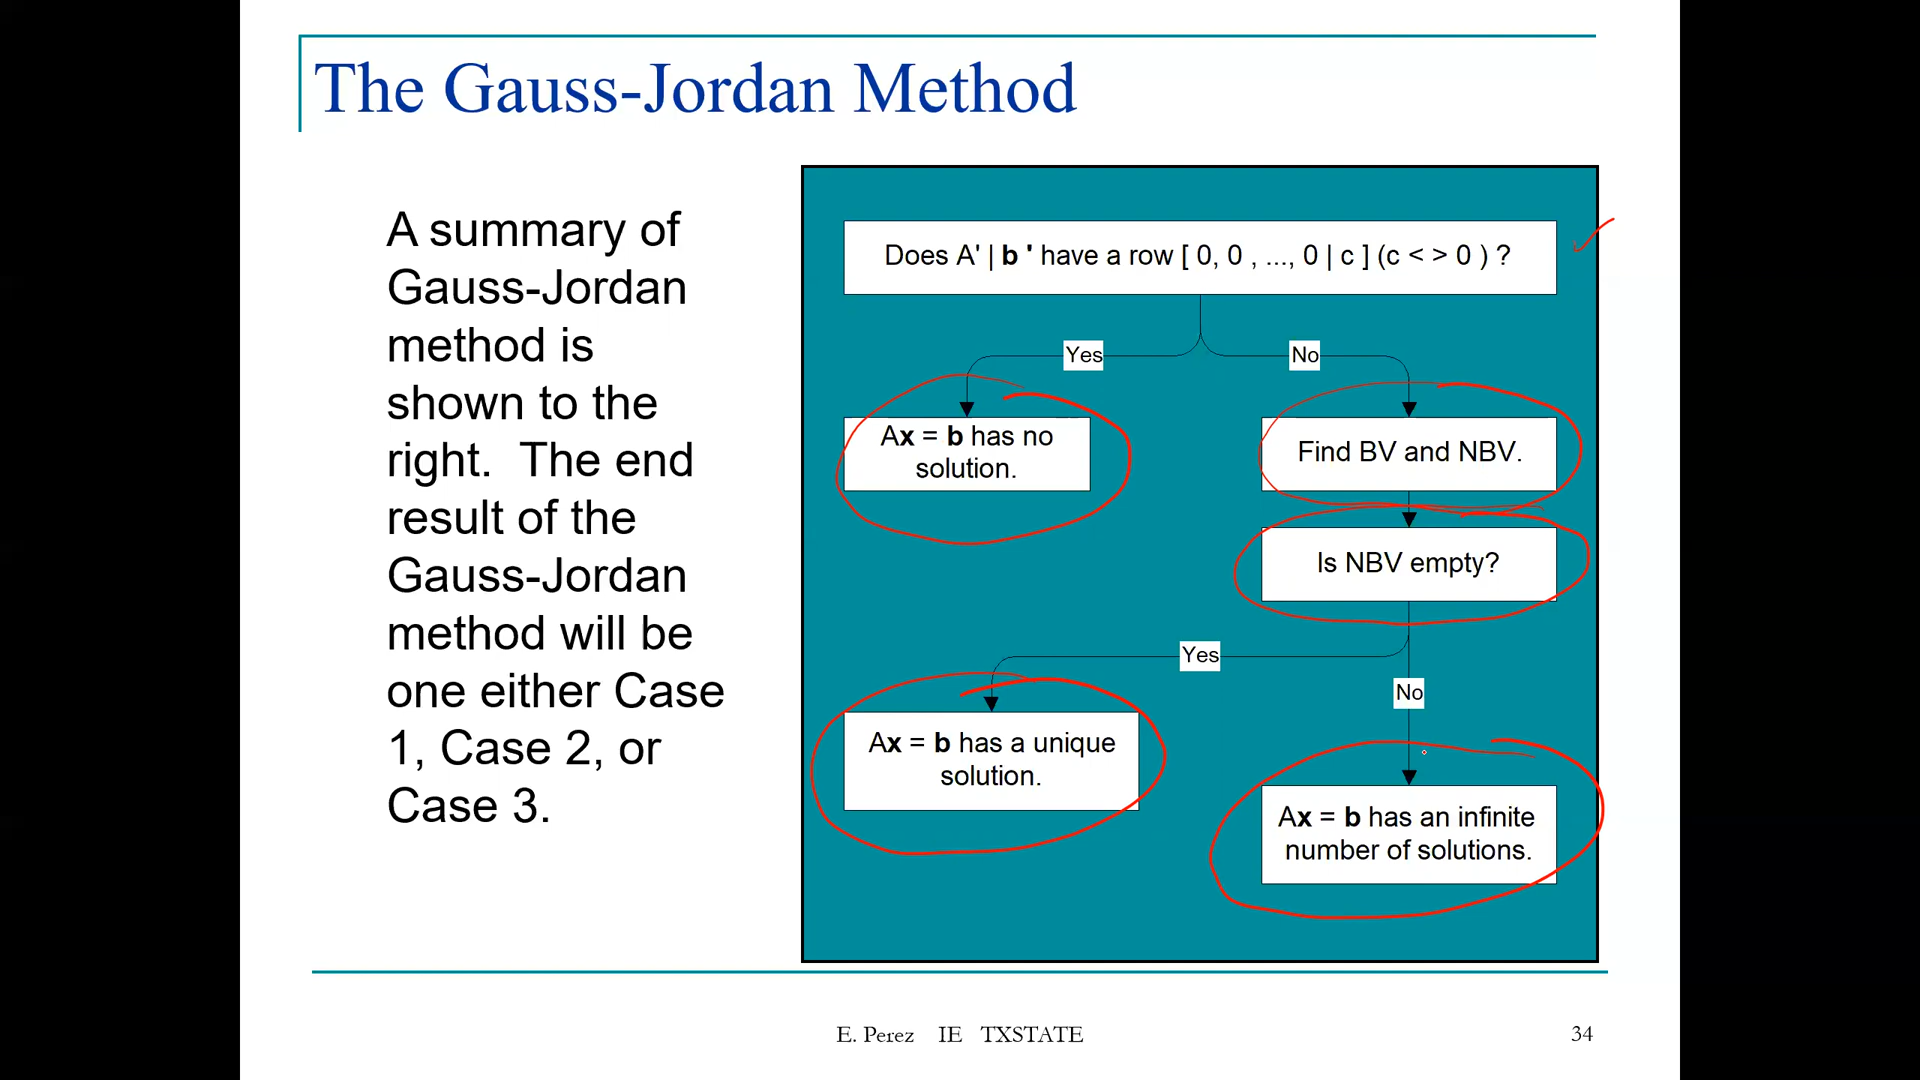 The Gauss-Jordan Method
A summary of
Gauss-Jordan
method is
shown to the
right.  The end
result of the
Gauss-Jordan
method will be
one either Case
1, Case 2, or
Case 3.
Does A' | b ' have a row [ 0, 0 , ..., 0 | c ] (c < > 0 ) ?
Yes
No
Ax = b has no
solution.
Find BV and NBV.
Is NBV empty?
Yes
No
Ax = b has a unique
solution.
Ax = b has an infinite
number of solutions.
E. Perez    IE   TXSTATE
34